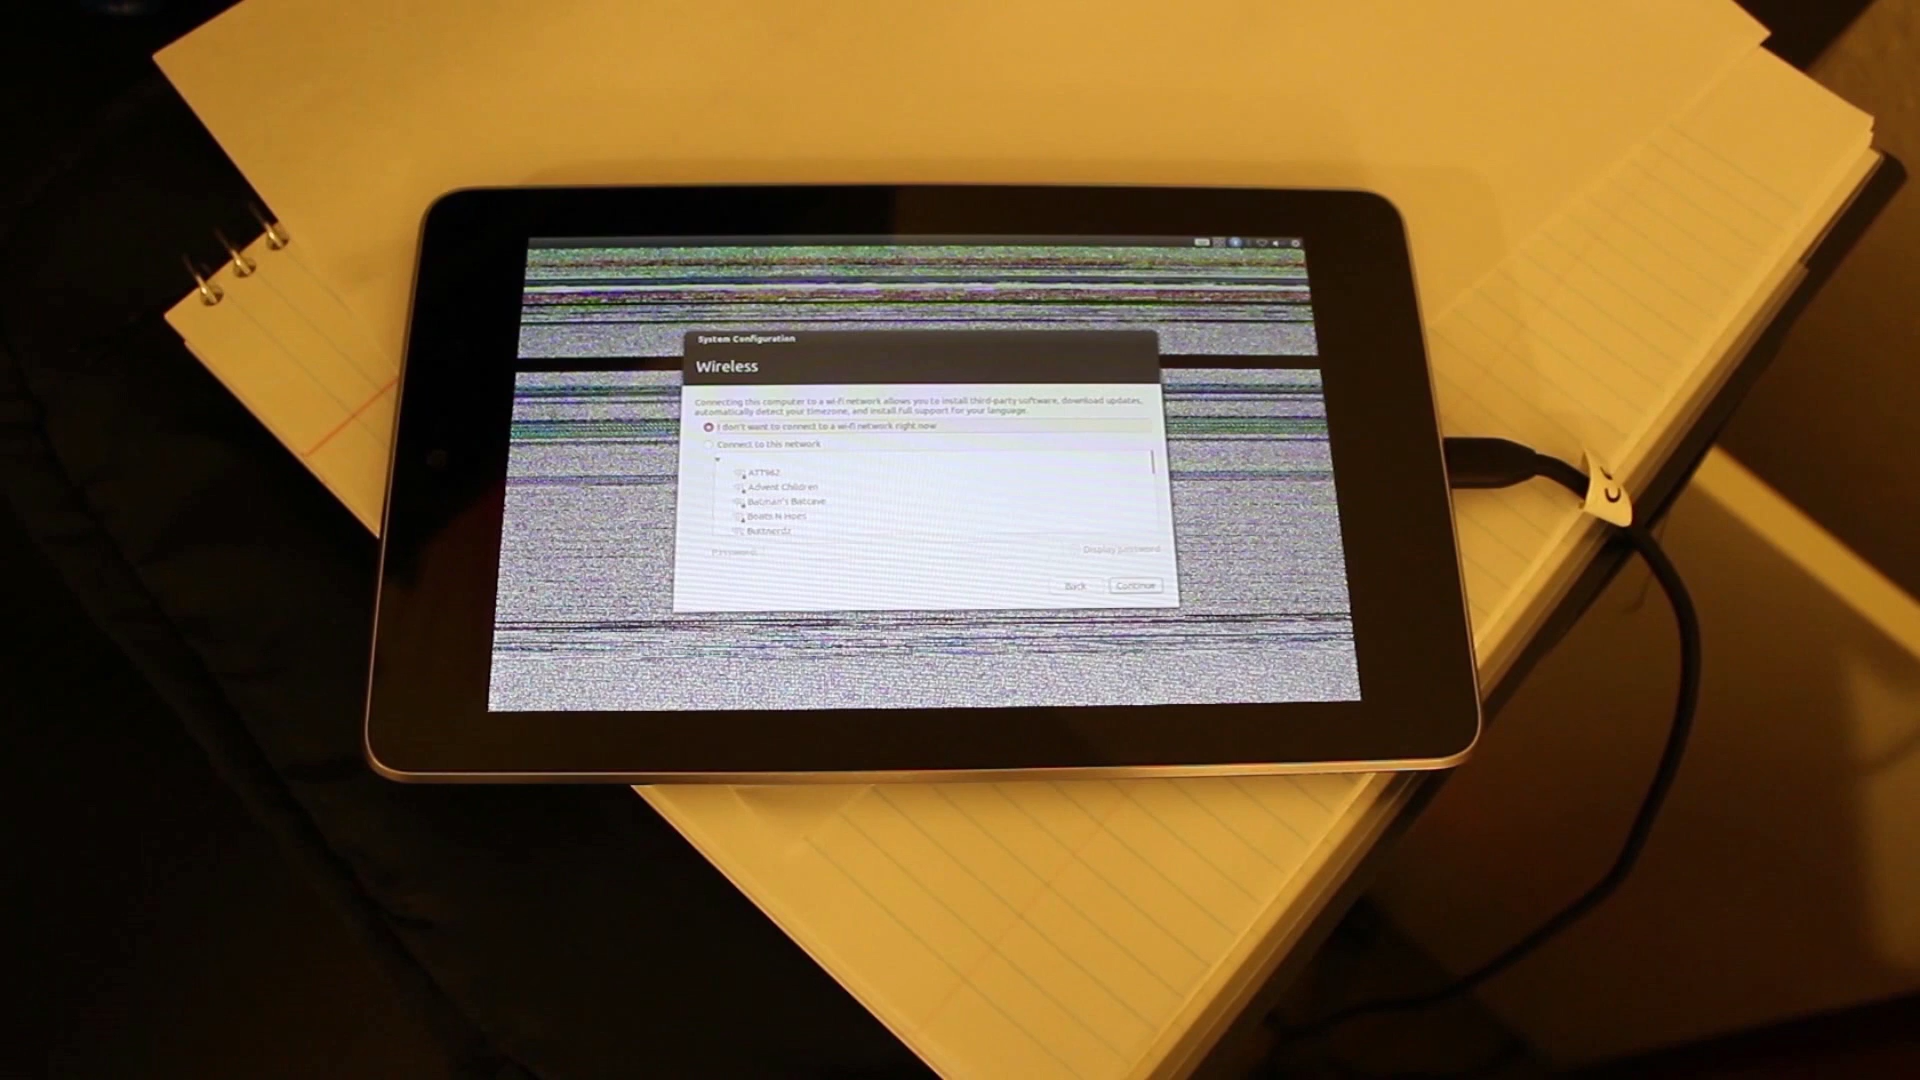 System Configuration
Wireless
Connecting this computer to a wi-fi network allows you to install third-party software, download updates,
automatically detect your timezone, and install full support for your language.
I don't want to connect to a wi-fi network right now
Connect to this network
ATT962
Advent Children
Batman's Batcave
Boats N Hoes
Buttnerdz
Password:
Display password
Back
Continue